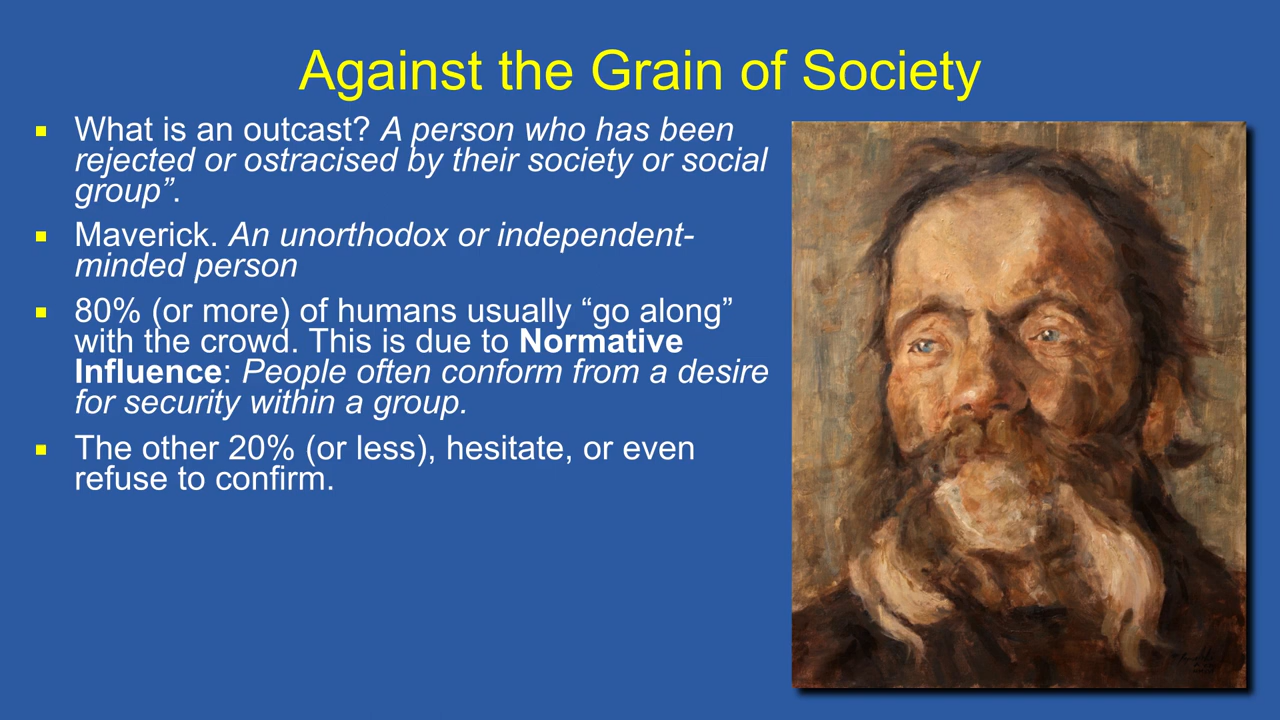 Against the Grain of Society
What is an outcast? A person who has been
rejected or ostracised by their society or social
group”.
Maverick. An unorthodox or independent-
minded person
80% (or more) of humans usually “go along”
with the crowd. This is due to Normative
Influence: People often conform from a desire
for security within a group.
The other 20% (or less), hesitate, or even
refuse to confirm.